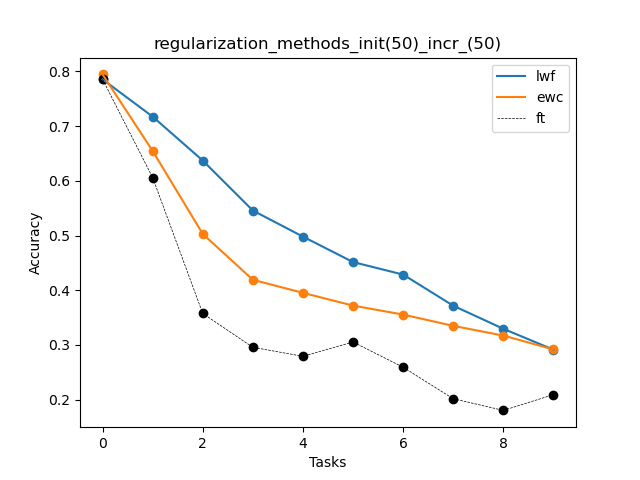 regularization_methods_init(50)_incr_(50)
lwf
ewc
ft
Accuracy
0.8
0.7
0.6
0.5
0.4
0.3
0.2
0 2 4 6 8
Tasks